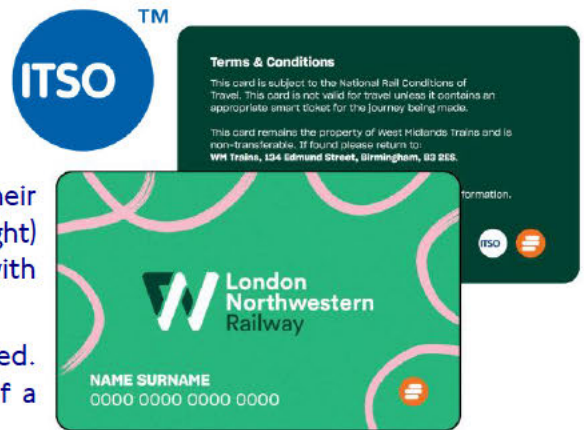 TM
ITSO
Terms & Conditions
This card is subject to the National Rail Conditions of
Travel. This card is not valid for travel unless it contains an
appropriate smart ticket for the journey being made.
This card remains the property of West Midlands Trains and is
non-transferable. If found please return to:
WM Trains, 134 Edmund Street, Birmingham, B3 2ES.
formation.
ITSO
heir
ght)
with
ed.
f a
London
Northwestern
Railway
NAME SURNAME
0000 0000 0000 0000